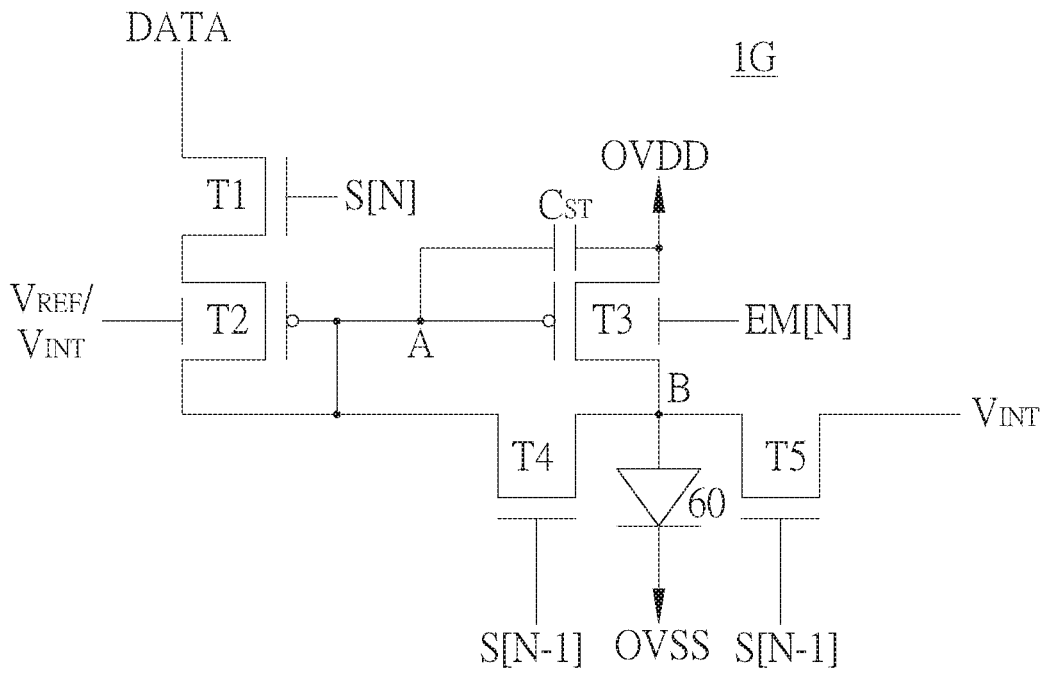 DATA
1G
OVDD
T1
S[N]
CST
VREF/
VINT
T2
A
T3
EM[N]
B
VINT
T4
60
T5
S[N-1]
OVSS
S[N-1]